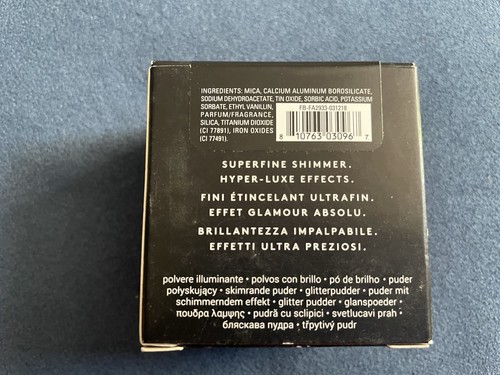 INGREDIENTS: MICA, CALCIUM ALUMINUM BOROSILICATE,
SODIUM DEHYDROACETATE, TIN OXIDE, SORBIC ACID, POTASSIUM
SORBATE, ETHYL VANILLIN,
PARFUM/FRAGRANCE,
SILICA, TITANIUM DIOXIDE
(CI 77891), IRON OXIDES
(CI 77491).
FB-FA2933-031218
8 10763 03096 7
SUPERFINE SHIMMER.
HYPER-LUXE EFFECTS.
FINI ÉTINCELANT ULTRAFIN.
EFFET GLAMOUR ABSOLU.
BRILLANTEZZA IMPALPABILE.
EFFETTI ULTRA PREZIOSI.
polvere illuminante • polvos con brillo • pó de brilho • puder
połyskujący • skimrande puder • glitterpudder • puder mit
schimmerndem effekt • glitter pudder • glanspoeder •
πουδρα λαμψης • pudră cu sclipici • svetlucavi prah •
бляскава пудра • třpytivý pudr